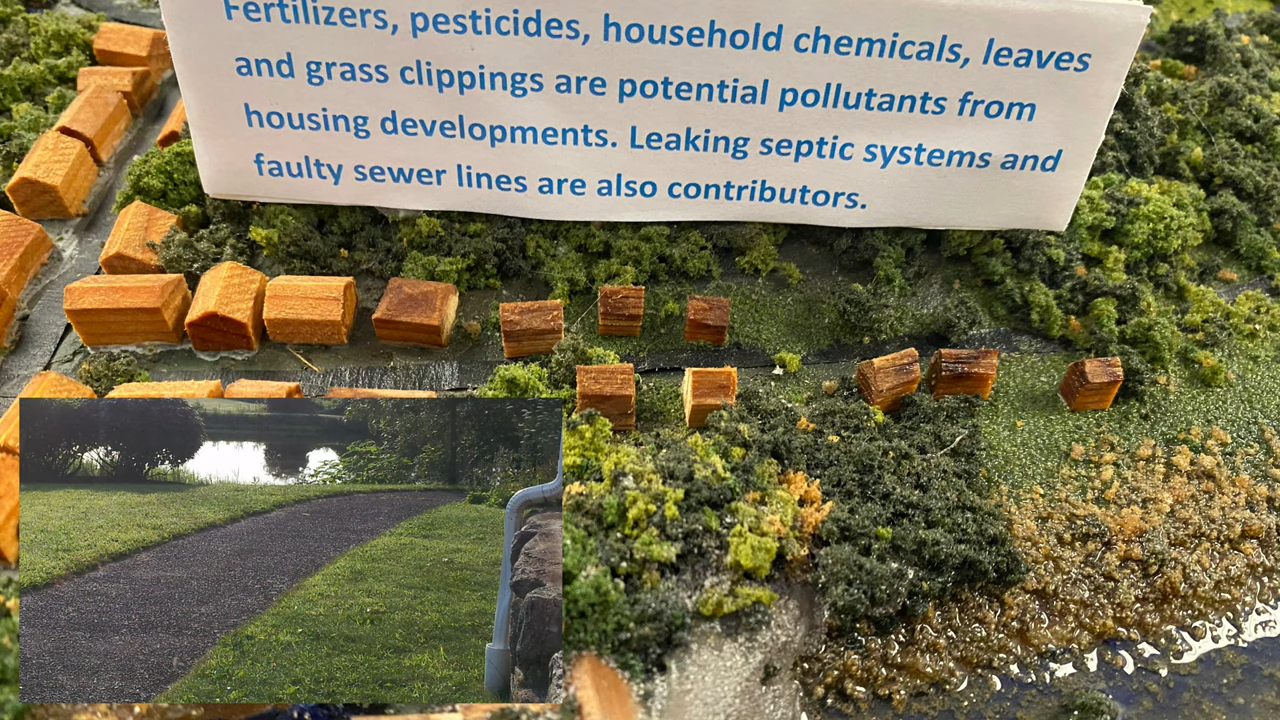 Fertilizers, pesticides, household chemicals, leaves
and grass clippings are potential pollutants from
housing developments. Leaking septic systems and
faulty sewer lines are also contributors.